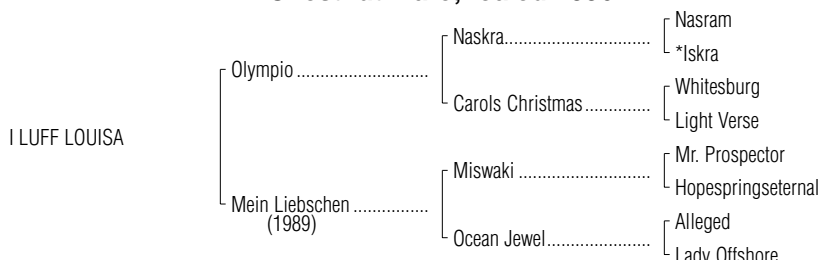 Nasram
Naskra
*Iskra
Olympio
Whitesburg
Carols Christmas
Light Verse
I LUFF LOUISA
Mr. Prospector
Miswaki
Hopespringseternal
Mein Liebschen
(1989)
Alleged
Ocean Jewel
Lady Offshore